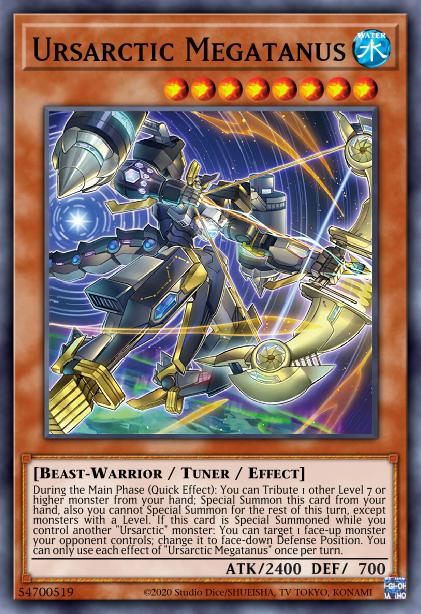 Ursarctic Megatanus
WATER
水
[Beast-Warrior / Tuner / Effect]
During the Main Phase (Quick Effect): You can Tribute 1 other Level 7 or
higher monster from your hand; Special Summon this card from your
hand, also you cannot Special Summon for the rest of this turn, except
monsters with a Level. If this card is Special Summoned while you
control another "Ursarctic" monster: You can target 1 face-up monster
your opponent controls; change it to face-down Defense Position. You
can only use each effect of "Ursarctic Megatanus" once per turn.
ATK/2400 DEF/ 700
54700519
©2020 Studio Dice/SHUEISHA, TV TOKYO, KONAMI